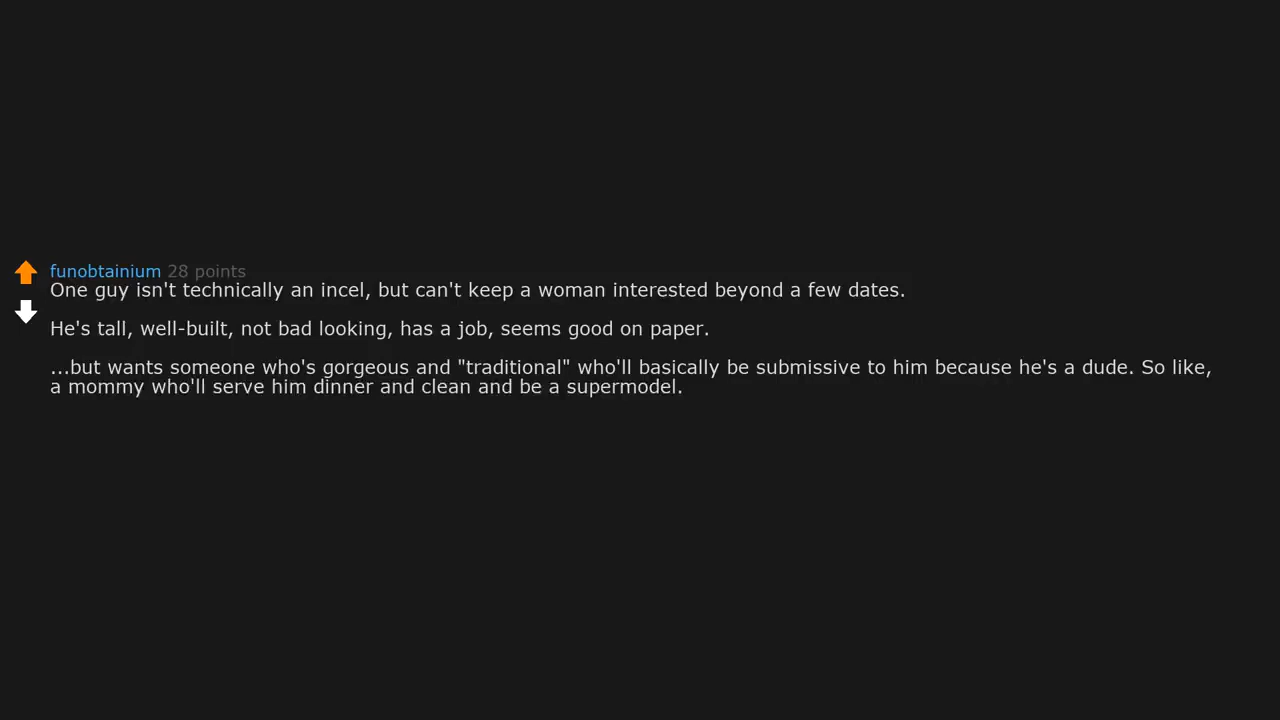 funobtainium 28 points
One guy isn't technically an incel, but can't keep a woman interested beyond a few dates.
He's tall, well-built, not bad looking, has a job, seems good on paper.
...but wants someone who's gorgeous and "traditional" who'll basically be submissive to him because he's a dude. So like,
a mommy who'll serve him dinner and clean and be a supermodel.